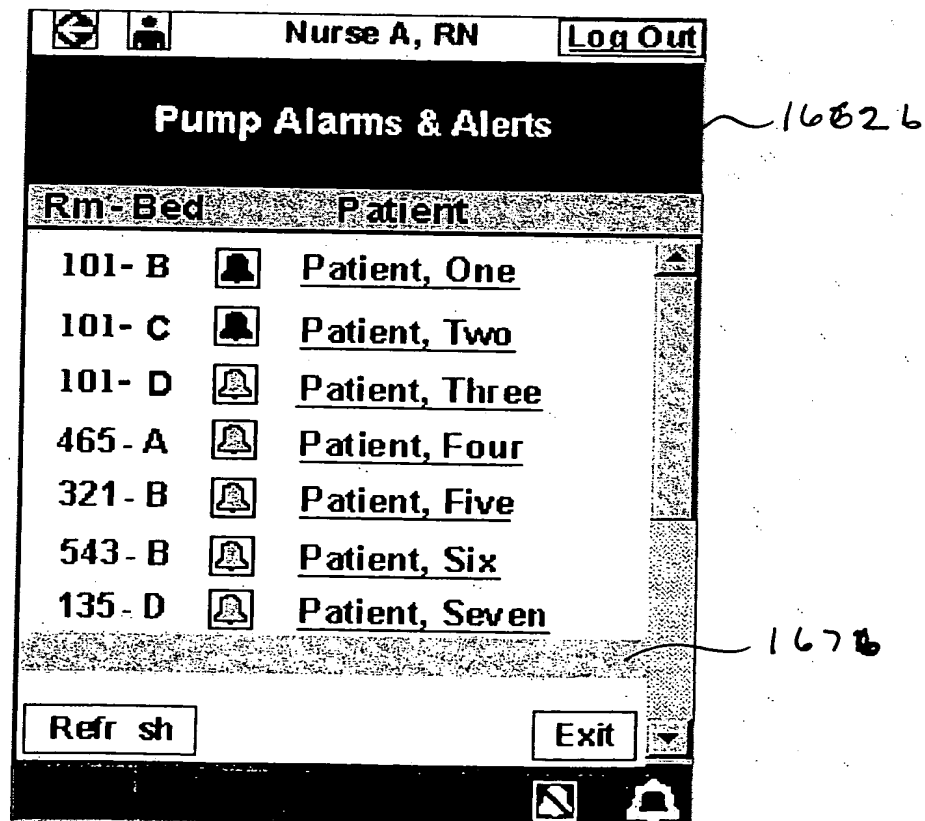 Nurse A, RN Log Out
Pump Alarms & Alerts
Rm-Bed Patient
101- B Patient, One
101- C Patient, Two
101- D Patient, Three
465- A Patient, Four
321- B Patient, Five
543- B Patient, Six
135- D Patient, Seven
Refr sh Exit